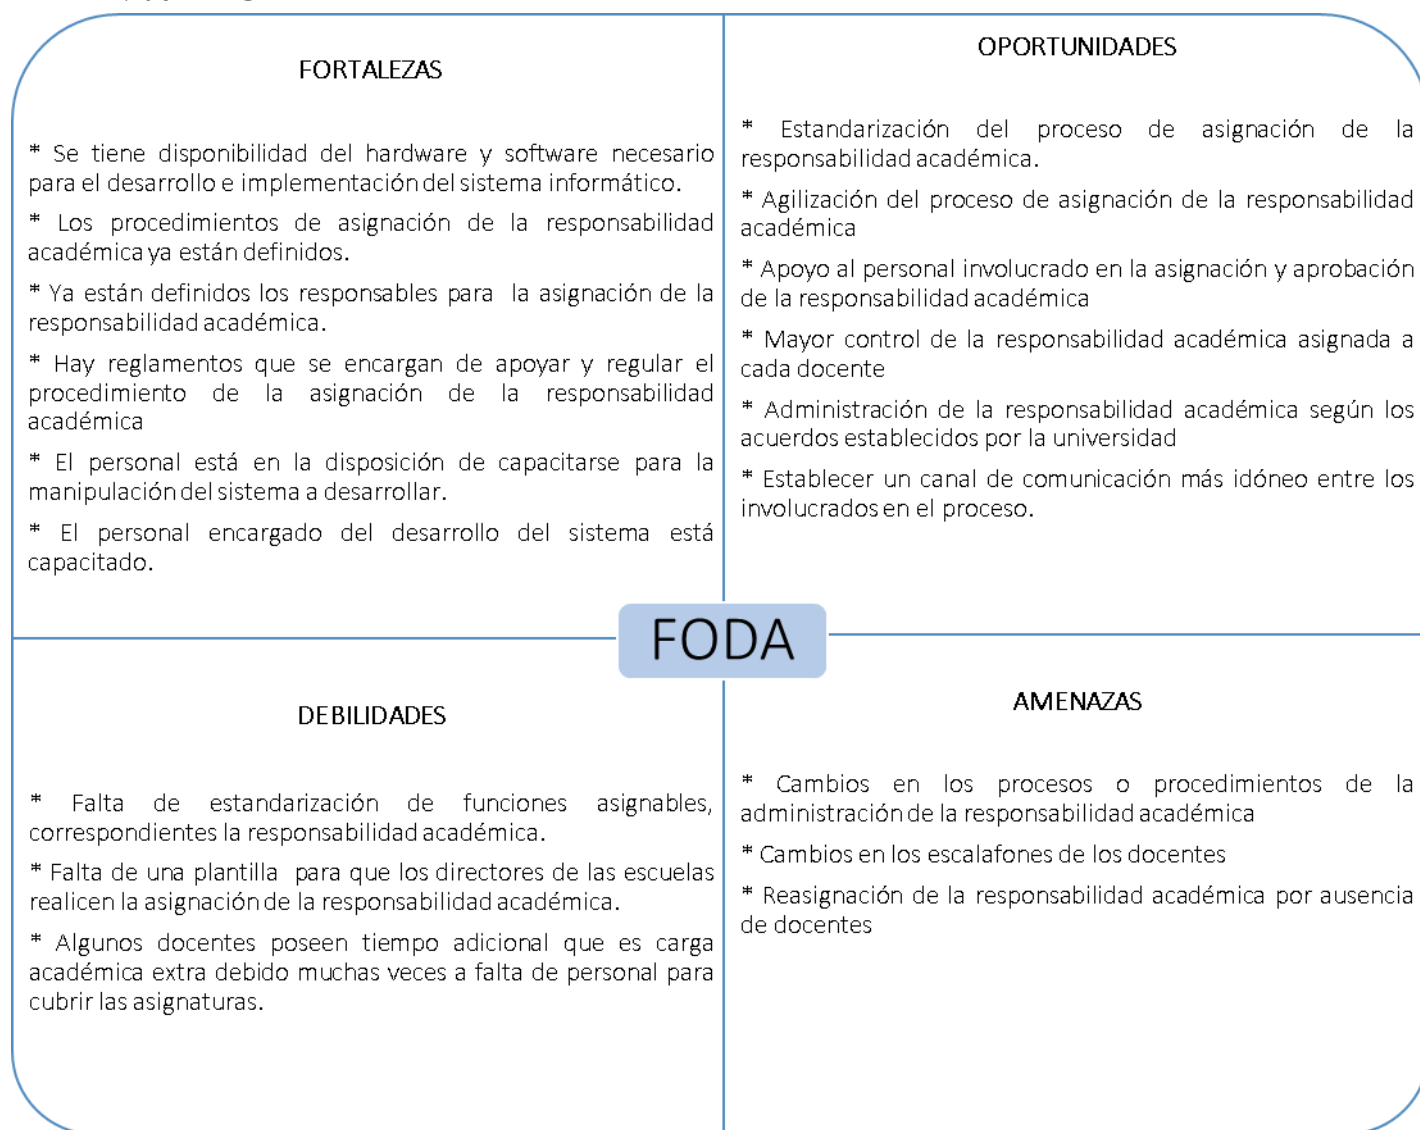 FORTALEZAS
* Se tiene disponibilidad del hardware y software necesario
para el desarrollo e implementación del sistema informático.
* Los procedimientos de asignación de la responsabilidad
académica ya están definidos.
* Ya están definidos los responsables para la asignación de la
responsabilidad académica.
* Hay reglamentos que se encargan de apoyar y regular el
procedimiento de la asignación de la responsabilidad
académica
* El personal está en la disposición de capacitarse para la
manipulación del sistema a desarrollar.
* El personal encargado del desarrollo del sistema está
capacitado.
OPORTUNIDADES
* Estandarización del proceso de asignación de la
responsabilidad académica.
* Agilización del proceso de asignación de la responsabilidad
académica
* Apoyo al personal involucrado en la asignación y aprobación
de la responsabilidad académica
* Mayor control de la responsabilidad académica asignada a
cada docente
* Administración de la responsabilidad académica según los
acuerdos establecidos por la universidad
* Establecer un canal de comunicación más idóneo entre los
involucrados en el proceso.
FODA
DEBILIDADES
* Falta de estandarización de funciones asignables,
correspondientes la responsabilidad académica.
* Falta de una plantilla para que los directores de las escuelas
realicen la asignación de la responsabilidad académica.
* Algunos docentes poseen tiempo adicional que es carga
académica extra debido muchas veces a falta de personal para
cubrir las asignaturas.
AMENAZAS
* Cambios en los procesos o procedimientos de la
administración de la responsabilidad académica
* Cambios en los escalafones de los docentes
* Reasignación de la responsabilidad académica por ausencia
de docentes